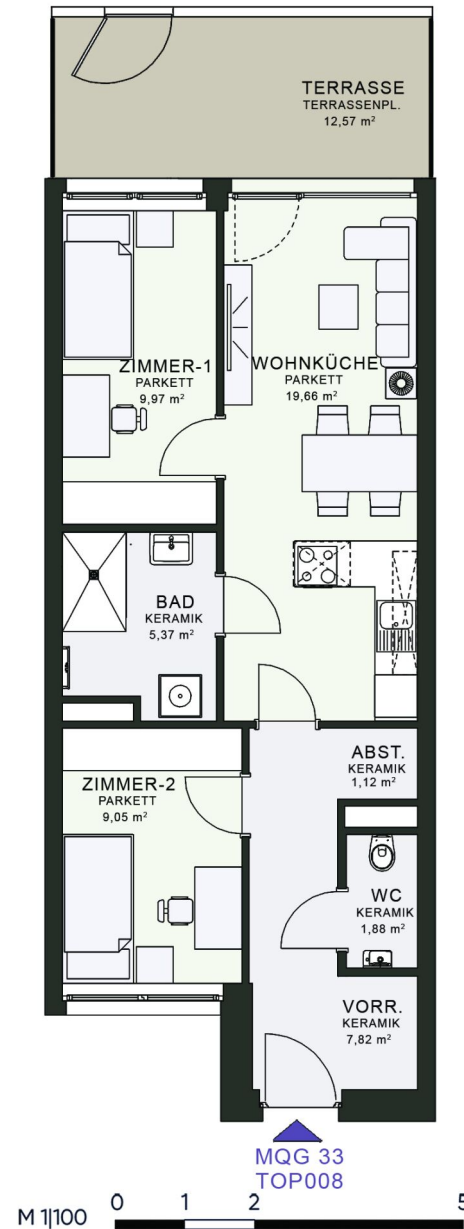 TERRASSE
TERRASSENPL.
12,57 m²
ZIMMER-1
PARKETT
9,97 m²
WOHNKÜCHE
PARKETT
19,66 m²
BAD
KERAMIK
5,37 m²
ABST.
KERAMIK
1,12 m²
ZIMMER-2
PARKETT
9,05 m²
WC
KERAMIK
1,88 m²
VORR.
KERAMIK
7,82 m²
MQG 33
TOP008
M 1|100 0 1 2 5